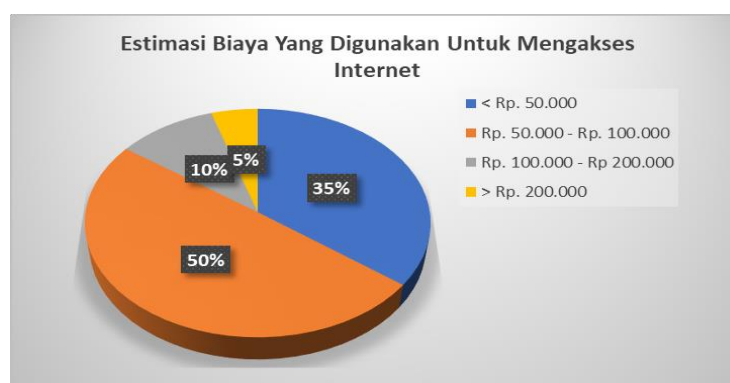 Estimasi Biaya Yang Digunakan Untuk Mengakses
Internet
< Rp. 50.000
Rp. 50.000 - Rp. 100.000
Rp. 100.000 - Rp 200.000
> Rp. 200.000
5%
10%
35%
50%